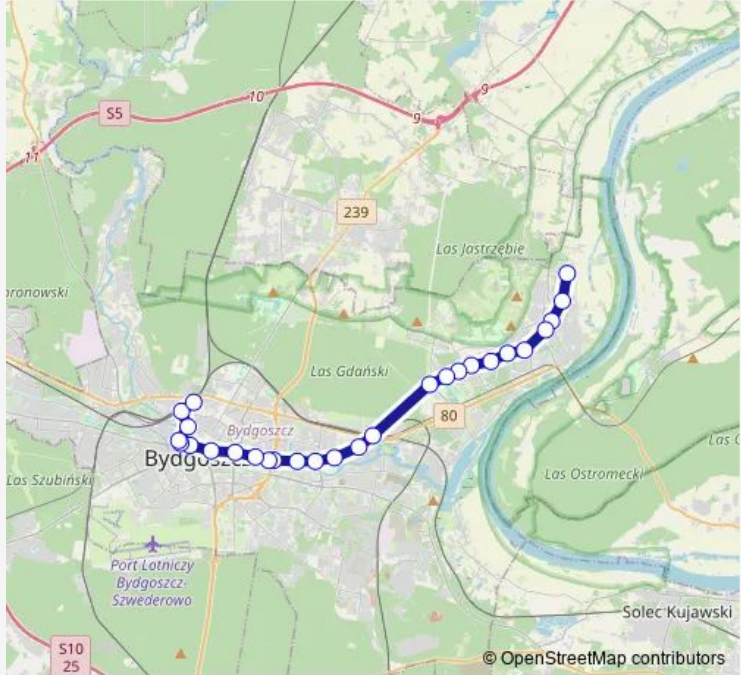 9
10
S5
9
11
239
Las Jastrzębie
oronowski
Las Gdański
80
Bydgoszcz
Bydgoszcz
Las Szubiński
Las Ostromecki
Las
Port Lotniczy
Bydgoszcz-
Szwederowo
Solec Kujawski
S10
25
© OpenStreetMap contributors